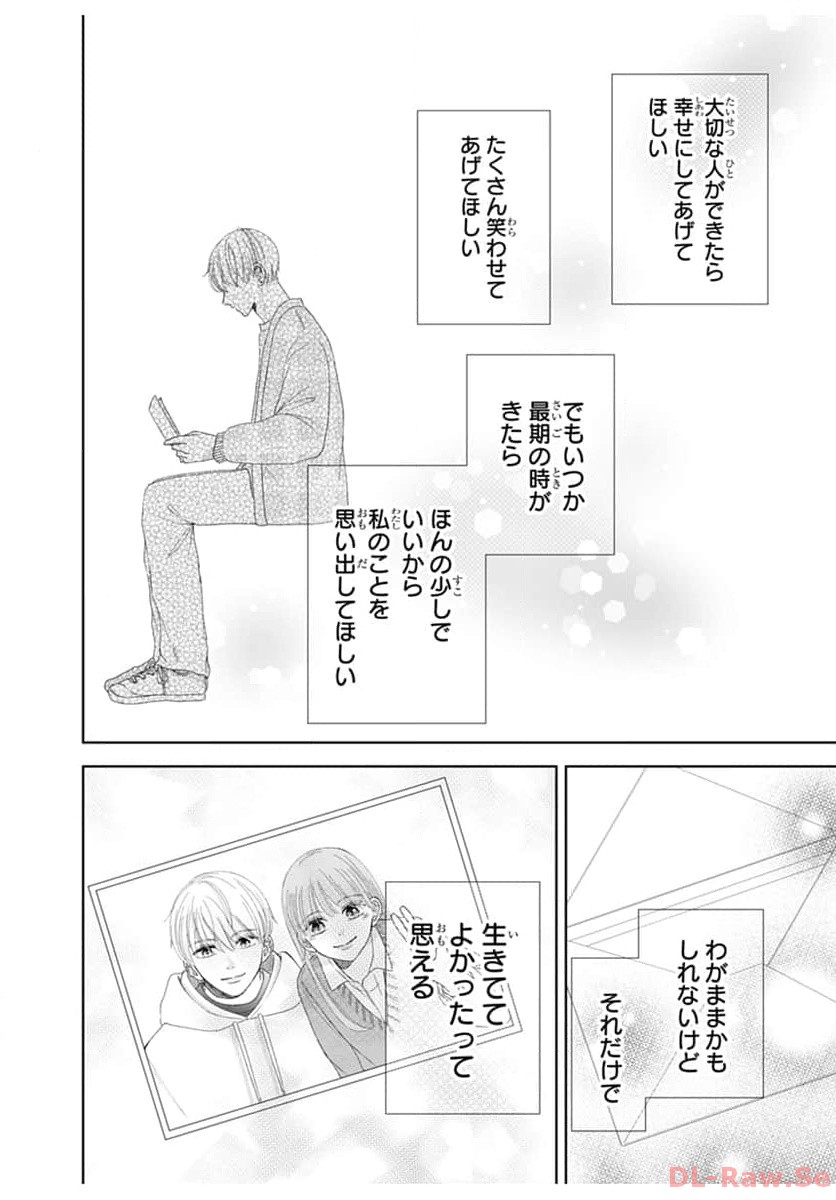 大切な人ができたら
幸せにしてあげて
ほしい
たくさん笑わせて
あげてほしい
でもいつか
最期の時が
きたら
ほんの少しで
いいから
私のことを
思い出してほしい
わがままかも
しれないけど
それだけで
生きてて
よかったって
思える
DL-Raw.Se